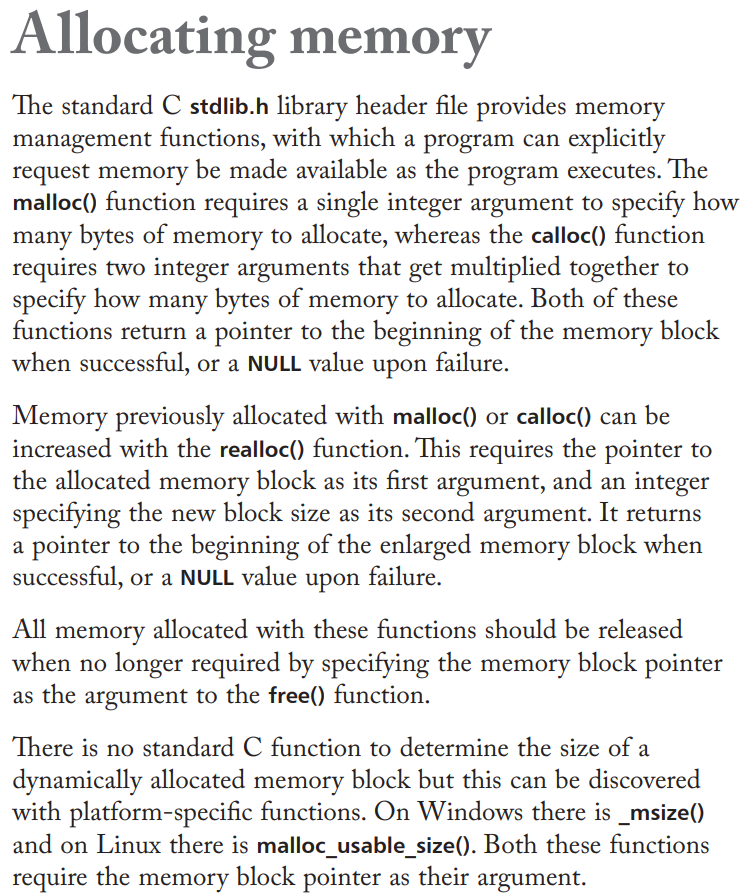 Allocating memory
The standard C stdlib.h library header file provides memory
management functions, with which a program can explicitly
request memory be made available as the program executes. The
malloc() function requires a single integer argument to specify how
many bytes of memory to allocate, whereas the calloc() function
requires two integer arguments that get multiplied together to
specify how many bytes of memory to allocate. Both of these
functions return a pointer to the beginning of the memory block
when successful, or a NULL value upon failure.
Memory previously allocated with malloc() or calloc() can be
increased with the realloc() function. This requires the pointer to
the allocated memory block as its first argument, and an integer
specifying the new block size as its second argument. It returns
a pointer to the beginning of the enlarged memory block when
successful, or a NULL value upon failure.
All memory allocated with these functions should be released
when no longer required by specifying the memory block pointer
as the argument to the free() function.
There is no standard C function to determine the size of a
dynamically allocated memory block but this can be discovered
with platform-specific functions. On Windows there is _msize()
and on Linux there is malloc_usable_size(). Both these functions
require the memory block pointer as their argument.